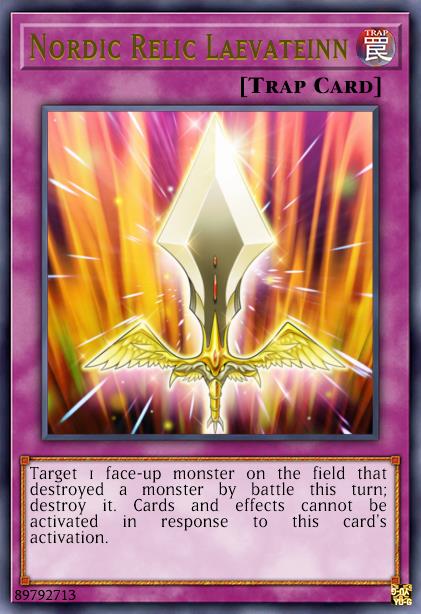 Nordic Relic Laevateinn
TRAP
罠
[Trap Card]
Target 1 face-up monster on the field that
destroyed a monster by battle this turn;
destroy it. Cards and effects cannot be
activated in response to this card's
activation.
89792713